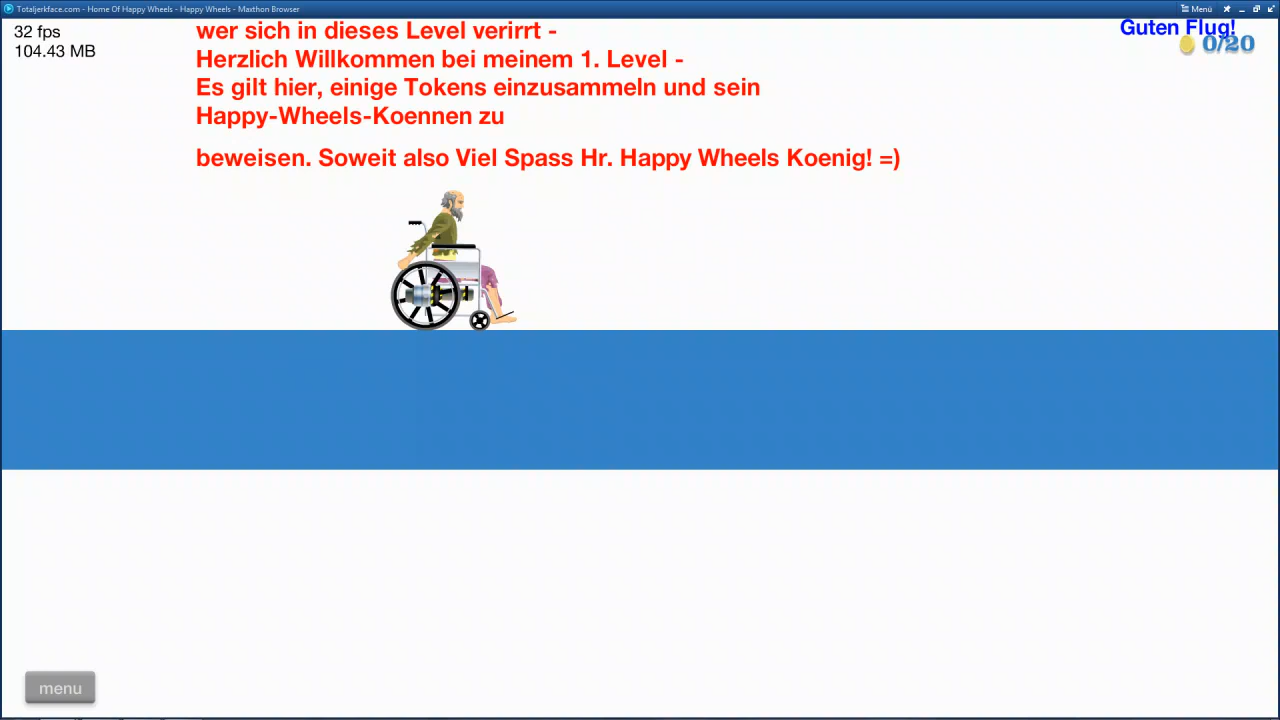 Totaljerkface.com - Home Of Happy Wheels - Happy Wheels - Maxthon Browser
Menü
32 fps
104.43 MB
wer sich in dieses Level verirrt -
Herzlich Willkommen bei meinem 1. Level -
Es gilt hier, einige Tokens einzusammeln und sein
Happy-Wheels-Koennen zu
beweisen. Soweit also Viel Spass Hr. Happy Wheels Koenig! =)
Guten Flug!
0/20
menu